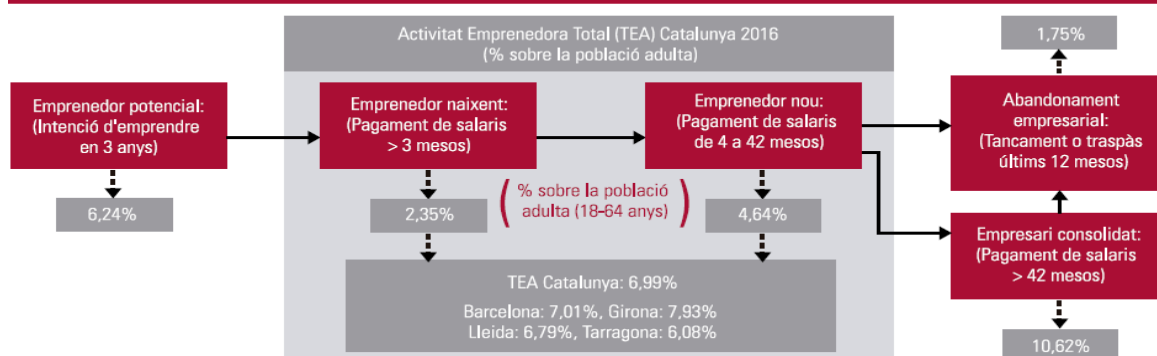 Activitat Emprenedora Total (TEA) Catalunya 2016
(% sobre la població adulta)
Emprenedor potencial:
(Intenció d'emprendre
en 3 anys)
6,24%
Emprenedor naixent:
(Pagament de salaris
> 3 mesos)
2,35%
(% sobre la població
adulta (18-64 anys))
Emprenedor nou:
(Pagament de salaris
de 4 a 42 mesos)
4,64%
TEA Catalunya: 6,99%
Barcelona: 7,01%, Girona: 7,93%
Lleida: 6,79%, Tarragona: 6,08%
1,75%
Abandonament
empresarial:
(Tancament o traspàs
últims 12 mesos)
Empresari consolidat:
(Pagament de salaris
> 42 mesos)
10,62%